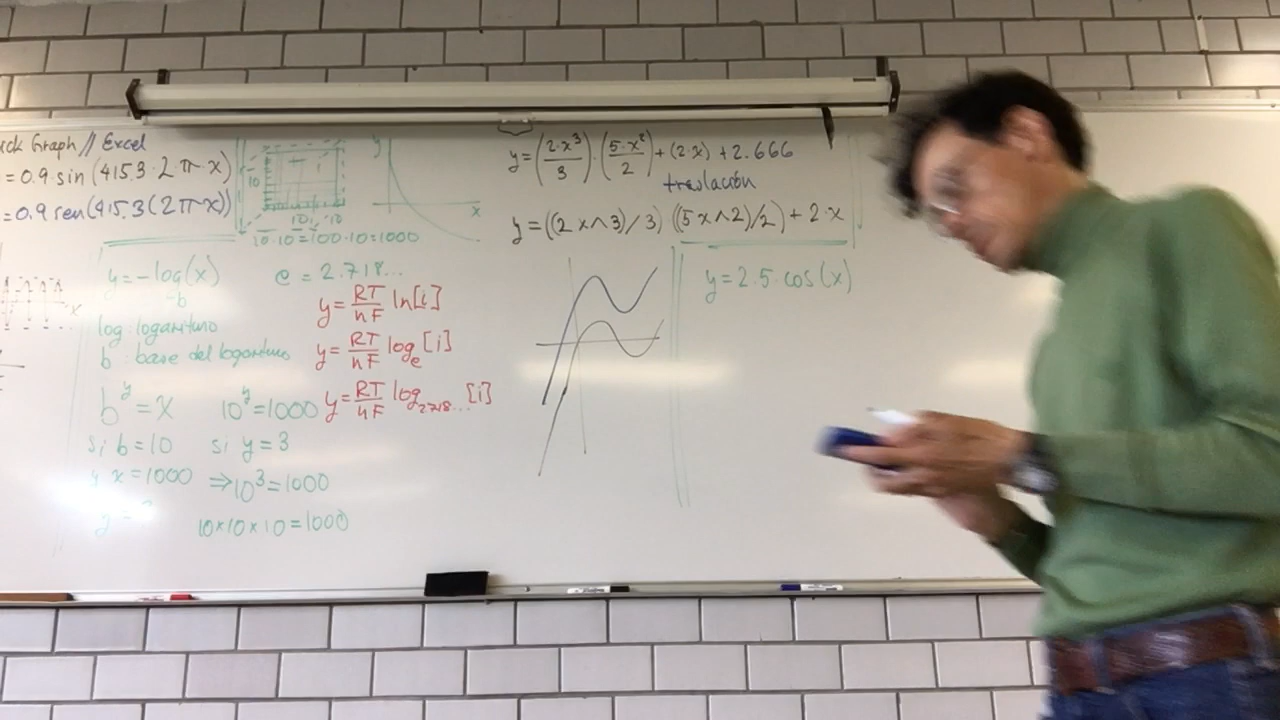 ck Graph // Excel
= 0.9 sin (415.3 · 2 π · x)
= 0.9 sen(415.3(2π·x))
x
10
10 10
10·10=100·10=1000
y
x
y=(2·x³/3)·(5·x²/2)+(2·x)+2.666
traslación
y=((2x^3)/3)((5x^2)/2)+2·x
y=-log(x)
b
log: logaritmo
b : base del logaritmo
b^y = x
10^y=1000
Si b=10
si y=3
y x=1000
⇒10³=1000
y=?
10×10×10=1000
e = 2.718...
y=RT/nF ln[i]
y=RT/nF log_e [i]
y=RT/nF log_2.718... [i]
y=2.5·cos(x)